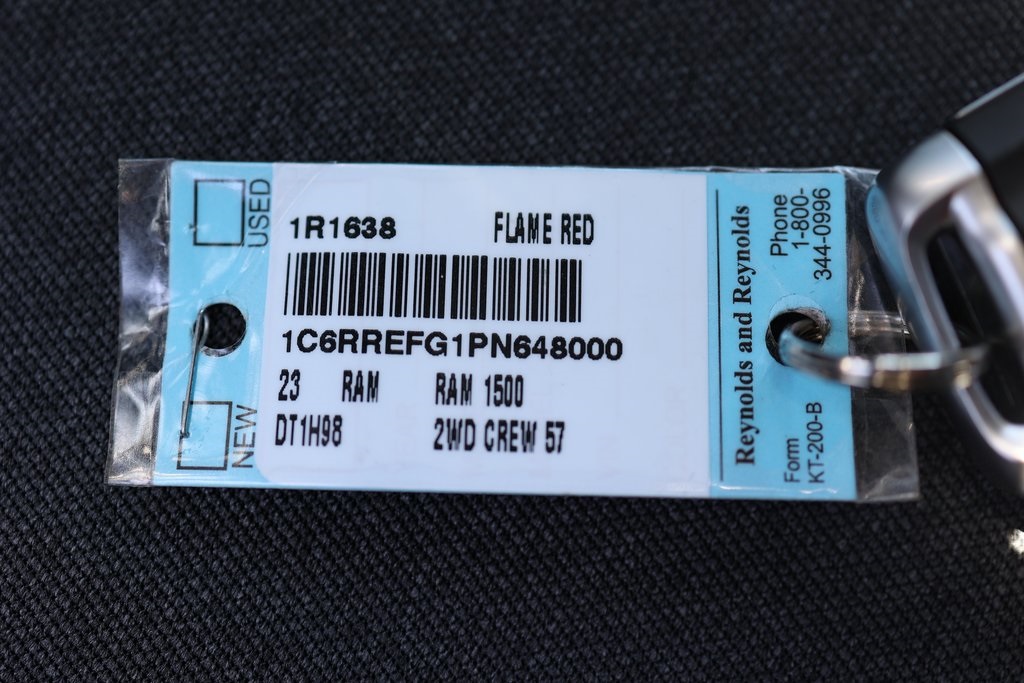 USED
NEW
1R1638 FLAME RED
1C6RREFG1PN648000
23 RAM RAM 1500
DT1H98 2WD CREW 57
Reynolds and Reynolds
Phone
1-800-
344-0996
Form
KT-200-B